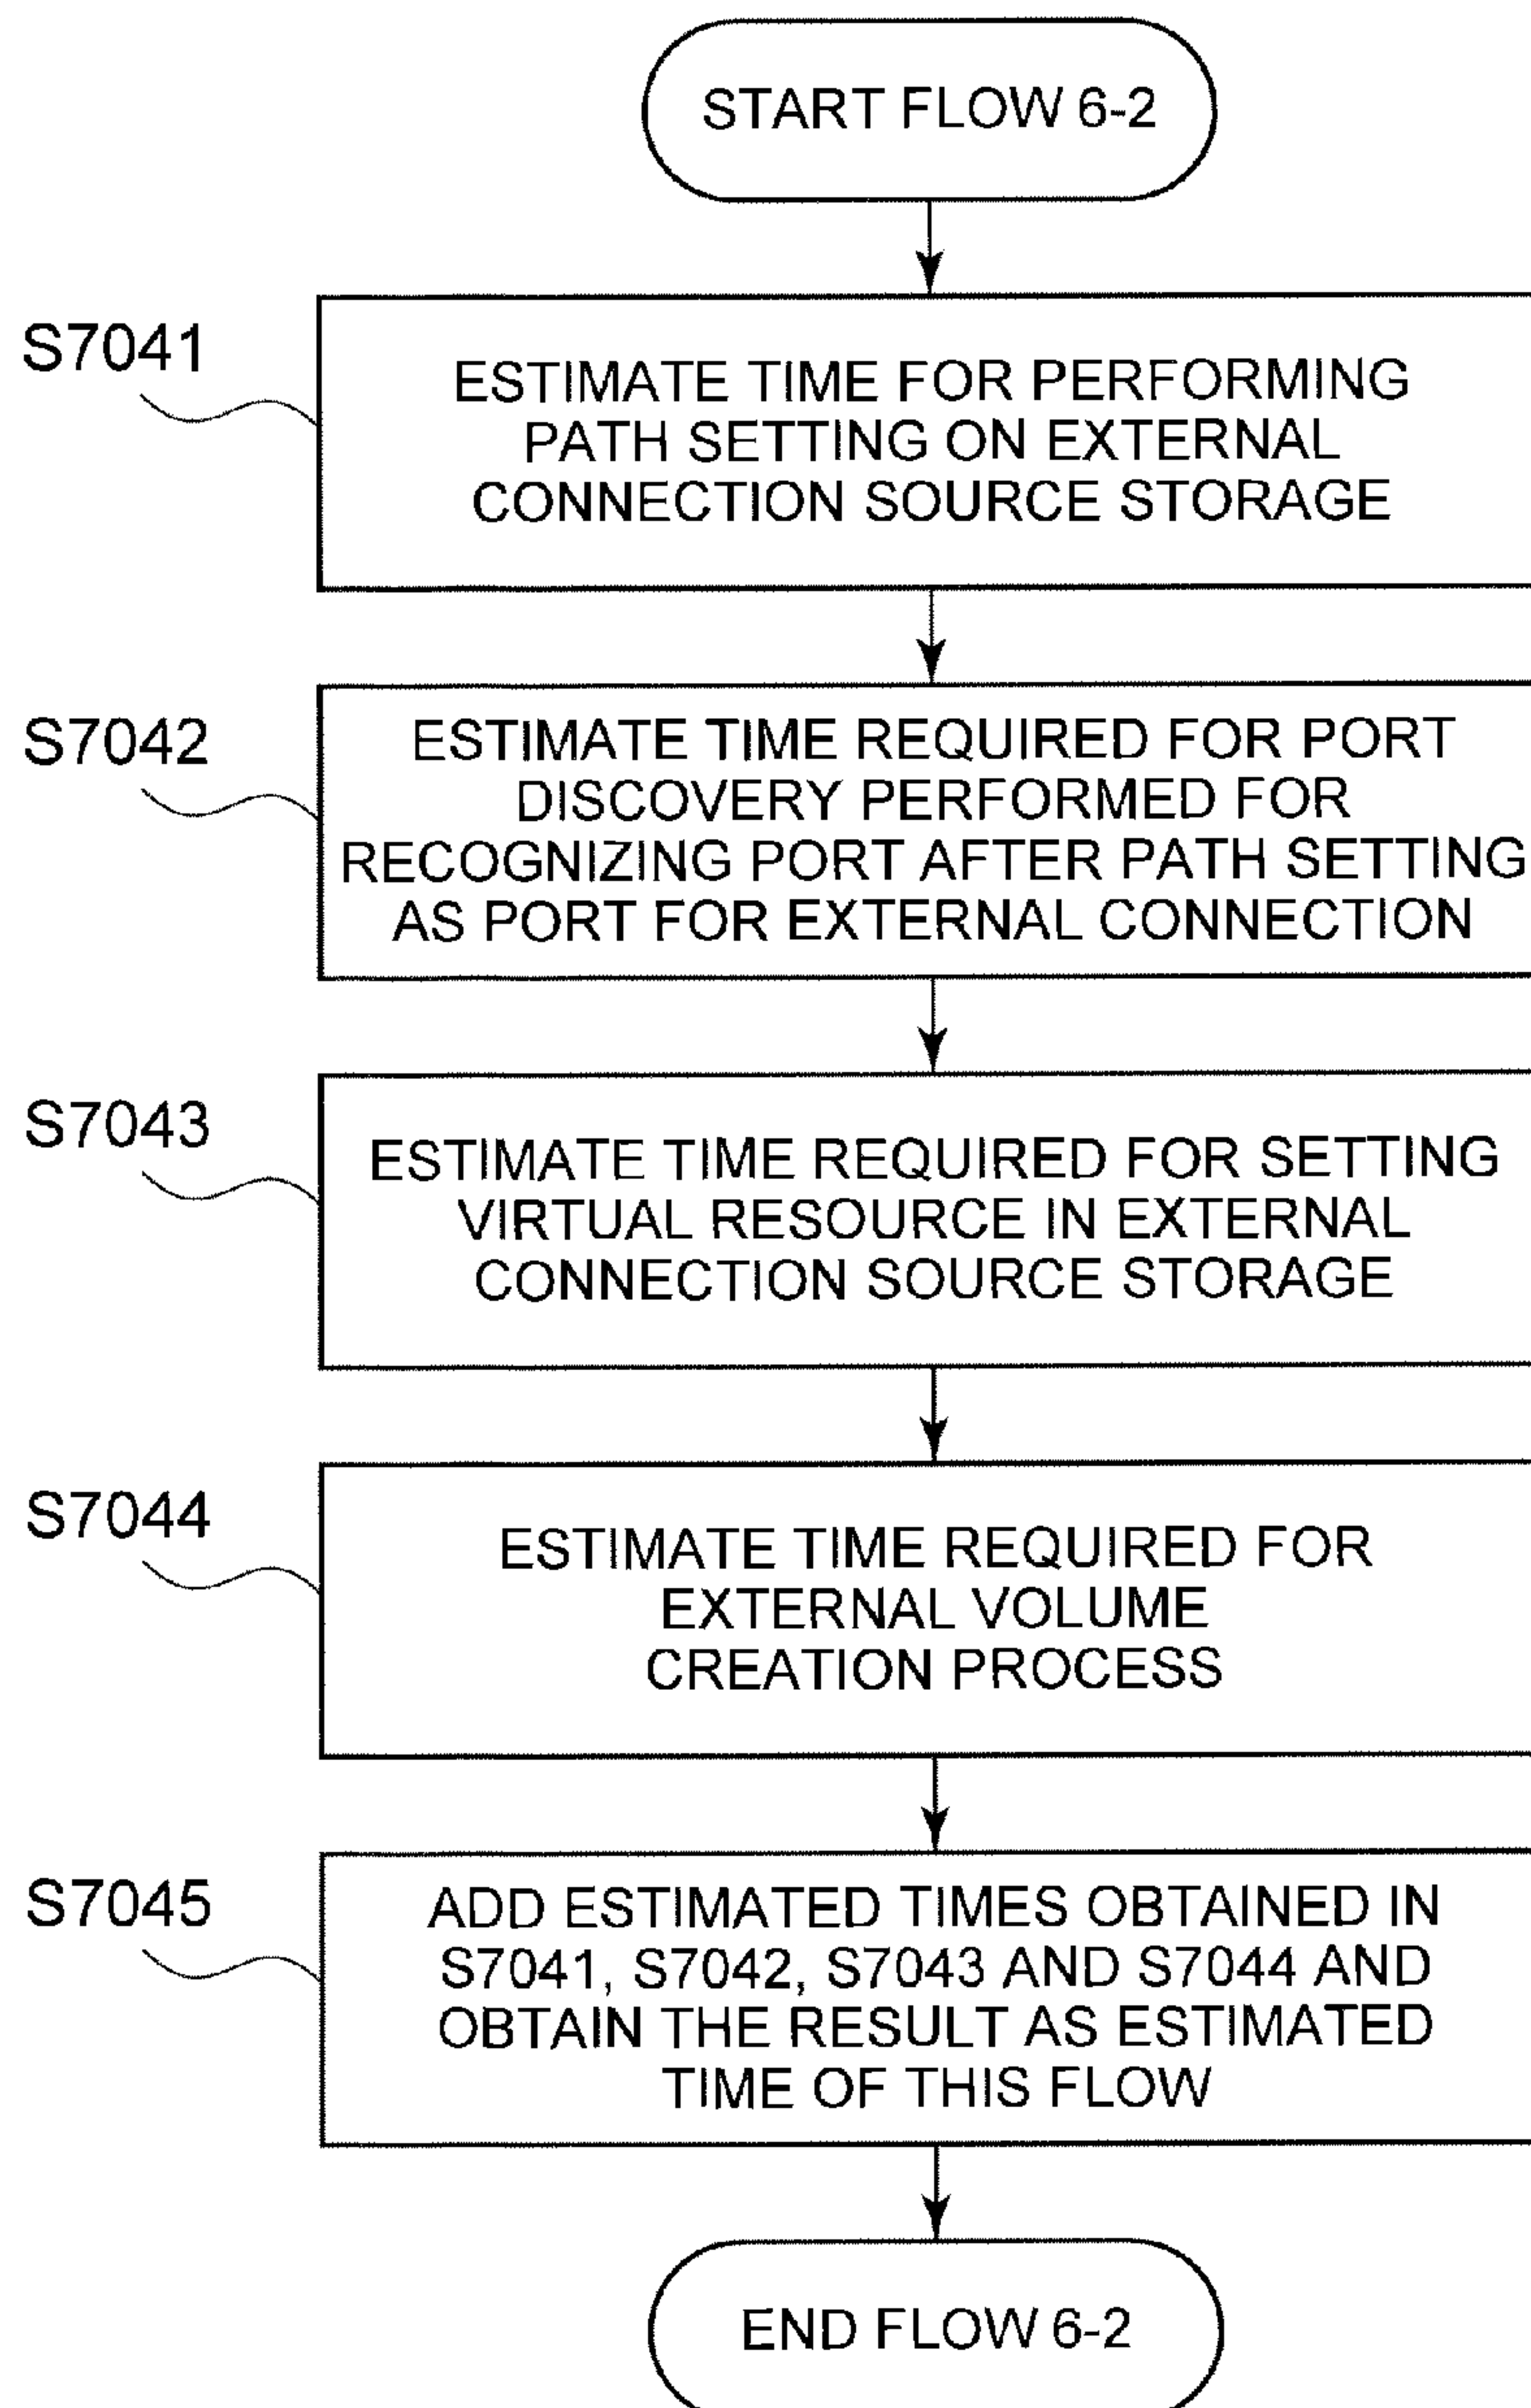 START FLOW 6-2
S7041
ESTIMATE TIME FOR PERFORMING
PATH SETTING ON EXTERNAL
CONNECTION SOURCE STORAGE
S7042
ESTIMATE TIME REQUIRED FOR PORT
DISCOVERY PERFORMED FOR
RECOGNIZING PORT AFTER PATH SETTING
AS PORT FOR EXTERNAL CONNECTION
S7043
ESTIMATE TIME REQUIRED FOR SETTING
VIRTUAL RESOURCE IN EXTERNAL
CONNECTION SOURCE STORAGE
S7044
ESTIMATE TIME REQUIRED FOR
EXTERNAL VOLUME
CREATION PROCESS
S7045
ADD ESTIMATED TIMES OBTAINED IN
S7041, S7042, S7043 AND S7044 AND
OBTAIN THE RESULT AS ESTIMATED
TIME OF THIS FLOW
END FLOW 6-2